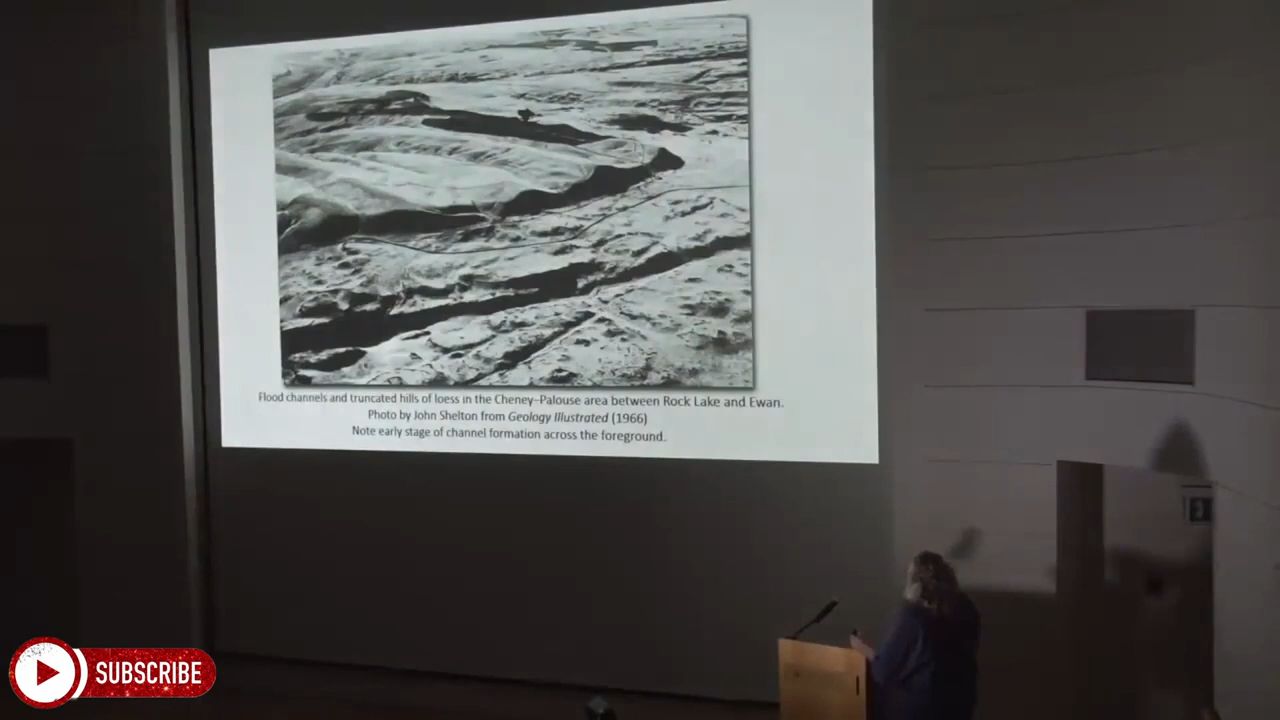 Flood channels and truncated hills of loess in the Cheney–Palouse area between Rock Lake and Ewan.
Photo by John Shelton from Geology Illustrated (1966)
Note early stage of channel formation across the foreground.
SUBSCRIBE